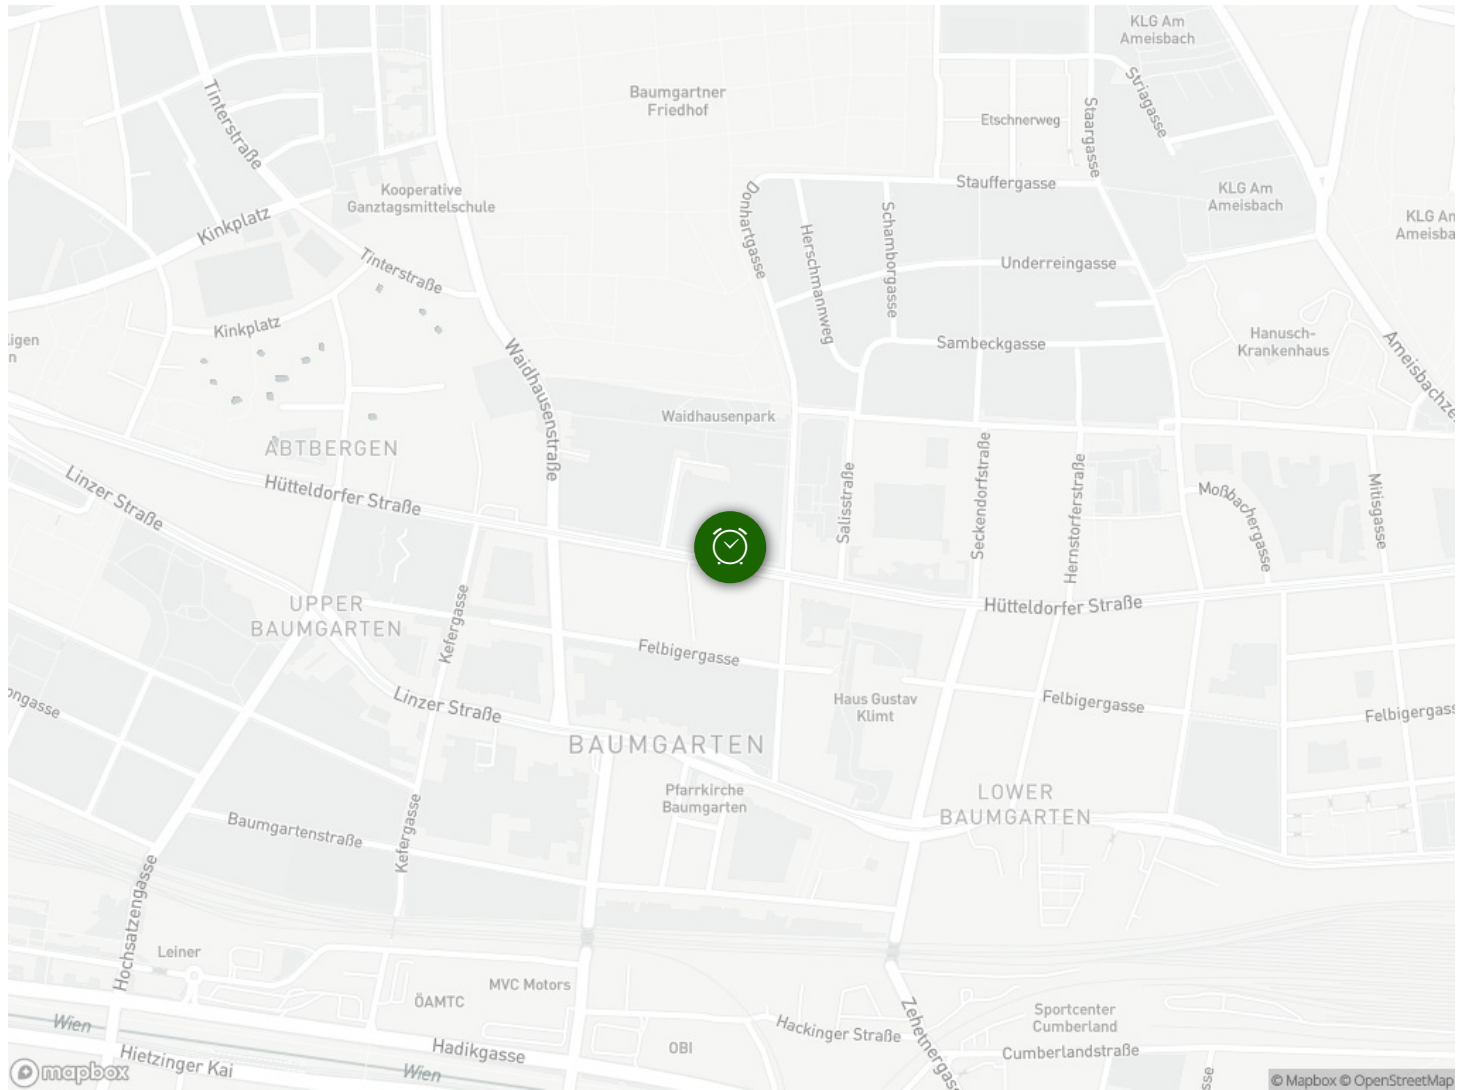 KLG Am
Ameisbach
Baumgartner
Friedhof
Tinterstraße
Striagasse
Staargasse
Etschnerweg
Kooperative
Ganztagsmittelschule
Stauffergasse
KLG Am
Ameisbach
KLG Am
Ameisba
Kinkplatz
Donhartgasse
Schamborgasse
Herschmannweg
Tinterstraße
Underreingasse
Kinkplatz
ligen
n
Waidhausenstraße
Sambeckgasse
Hanusch-
Krankenhaus
Ameisbachze
Waidhausenpark
ABTBERGEN
Linzer Straße
Hütteldorfer Straße
Salisstraße
Seckendorfstraße
Hernstorferstraße
Moßbachergasse
Mitisgasse
UPPER
BAUMGARTEN
Kefergasse
Hütteldorfer Straße
Felbigergasse
Linzer Straße
Haus Gustav
Klimt
Felbigergasse
Felbigergass
ongasse
BAUMGARTEN
Pfarrkirche
Baumgarten
LOWER
BAUMGARTEN
Baumgartenstraße
Kefergasse
Hochsatzengasse
Leiner
MVC Motors
ÖAMTC
Wien
Hackinger Straße
Zehetnergass
Sportcenter
Cumberland
Hietzinger Kai
Hadikgasse
OBI
Cumberlandstraße
Wien
sse
mapbox
© Mapbox © OpenStreetMap